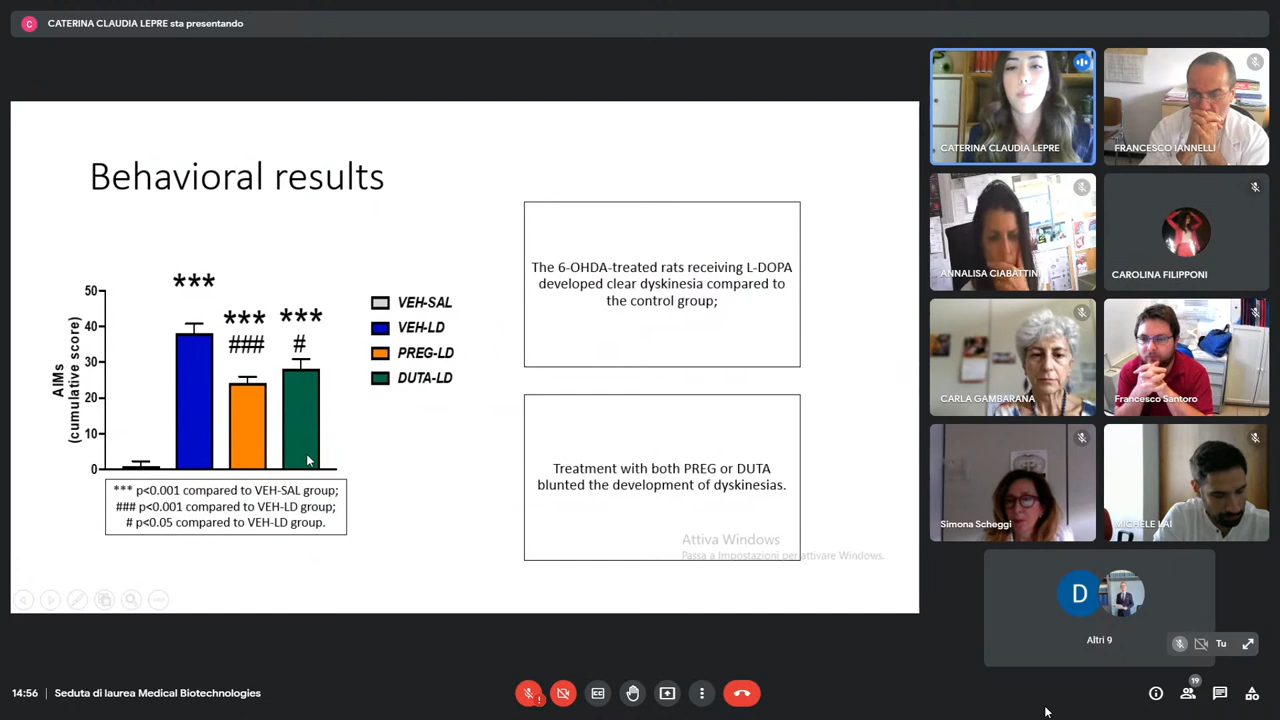 CATERINA CLAUDIA LEPRE sta presentando
Behavioral results
50
40
30
20
10
0
AIMs
(cumulative score)
***
***
###
***
#
VEH-SAL
VEH-LD
PREG-LD
DUTA-LD
*** p<0.001 compared to VEH-SAL group;
### p<0.001 compared to VEH-LD group;
# p<0.05 compared to VEH-LD group.
The 6-OHDA-treated rats receiving L-DOPA
developed clear dyskinesia compared to
the control group;
Treatment with both PREG or DUTA
blunted the development of dyskinesias.
Attiva Windows
Passa a Impostazioni per attivare Windows.
C
CATERINA CLAUDIA LEPRE
FRANCESCO IANNELLI
ANNALISA CIABATTINI
CAROLINA FILIPPONI
CARLA GAMBARANA
Francesco Santoro
Simona Scheggi
MICHELE LAI
D
Altri 9
Tu
14:56 Seduta di laurea Medical Biotechnologies
19